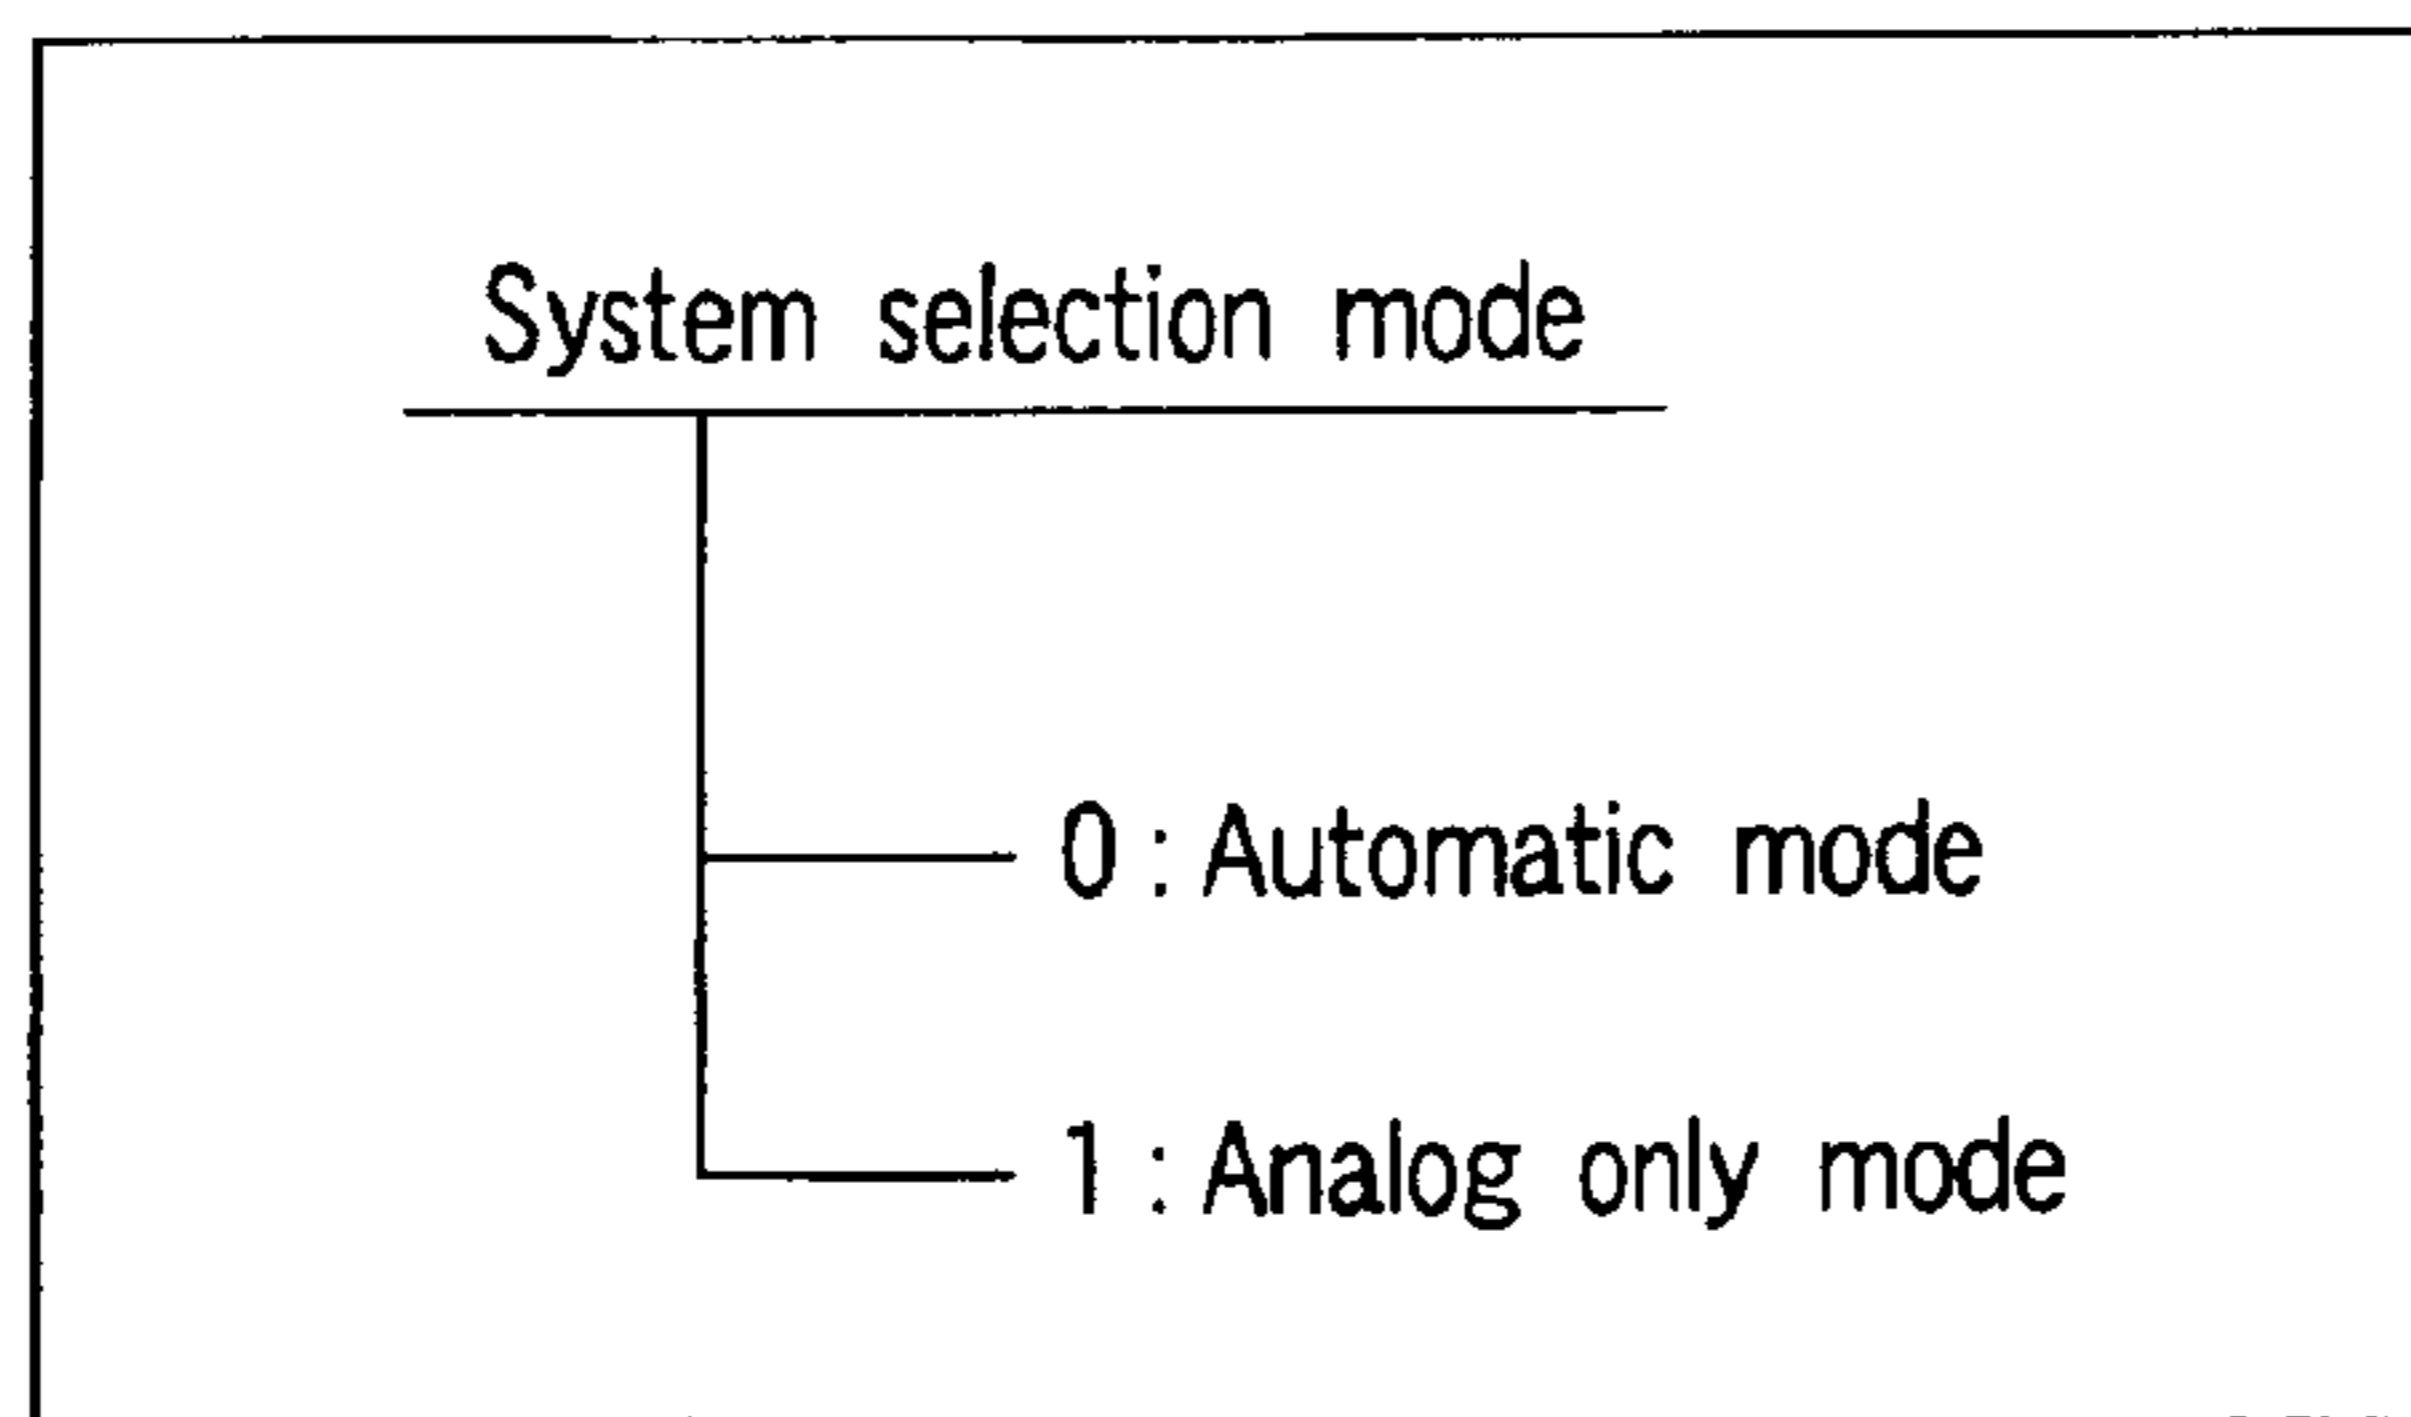 System selection mode
0 : Automatic mode
1 : Analog only mode